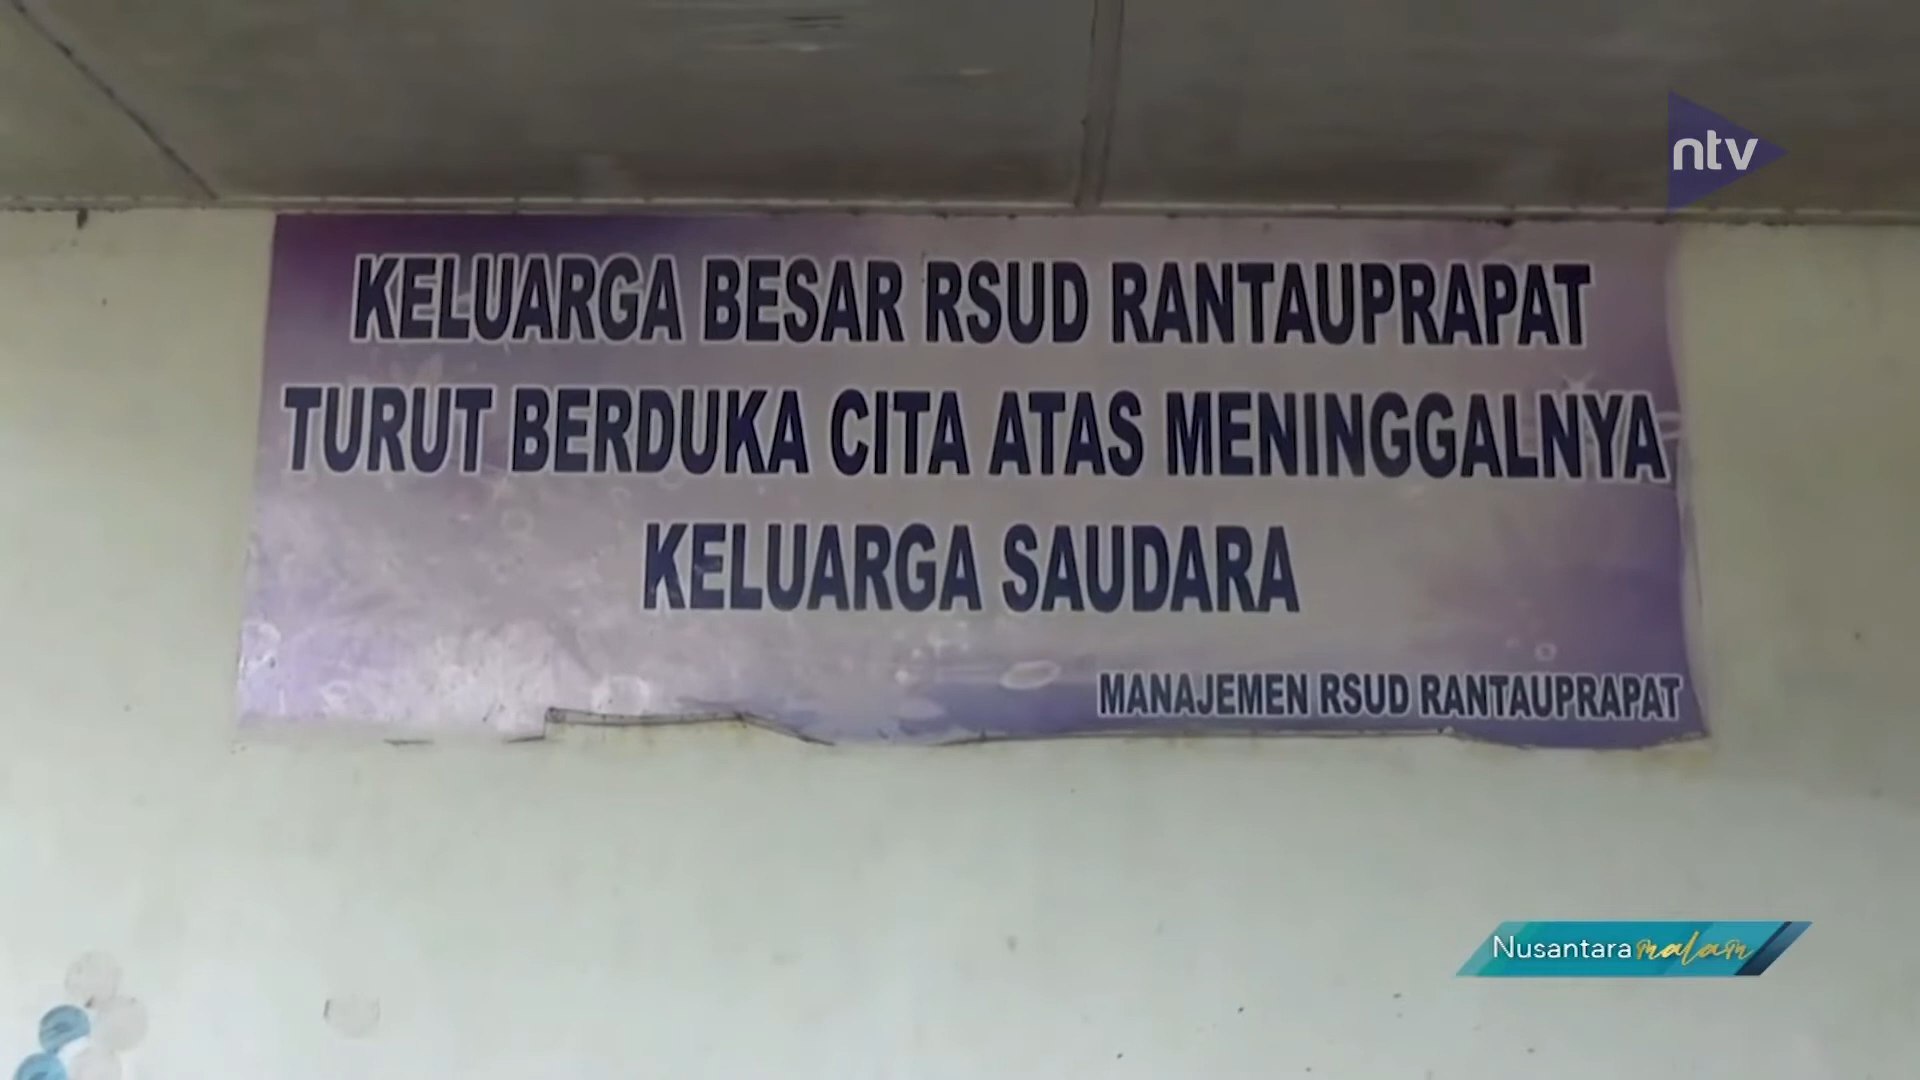 ntv
KELUARGA BESAR RSUD RANTAUPRAPAT
TURUT BERDUKA CITA ATAS MENINGGALNYA
KELUARGA SAUDARA
MANAJEMEN RSUD RANTAUPRAPAT
Nusantara malam